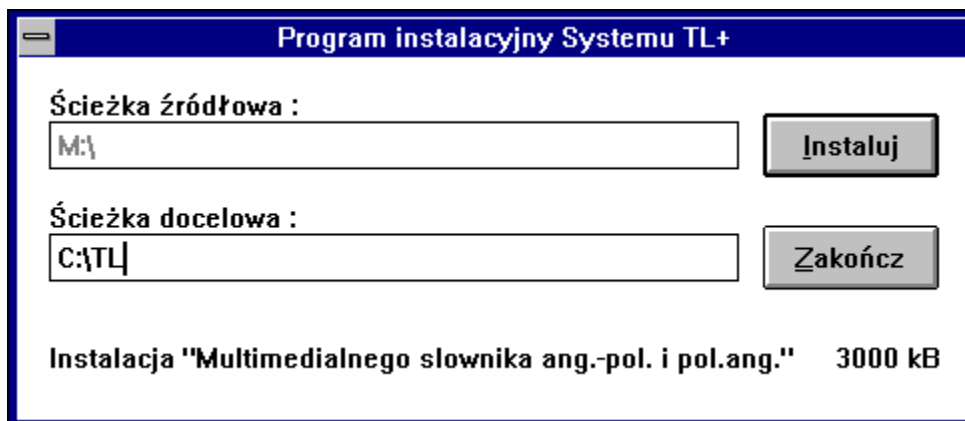 Program instalacyjny Systemu TL+
Ścieżka źródłowa :
M:\
Instaluj
Ścieżka docelowa :
C:\TL
Zakończ
Instalacja "Multimedialnego slownika ang.-pol. i pol.ang." 3000 kB